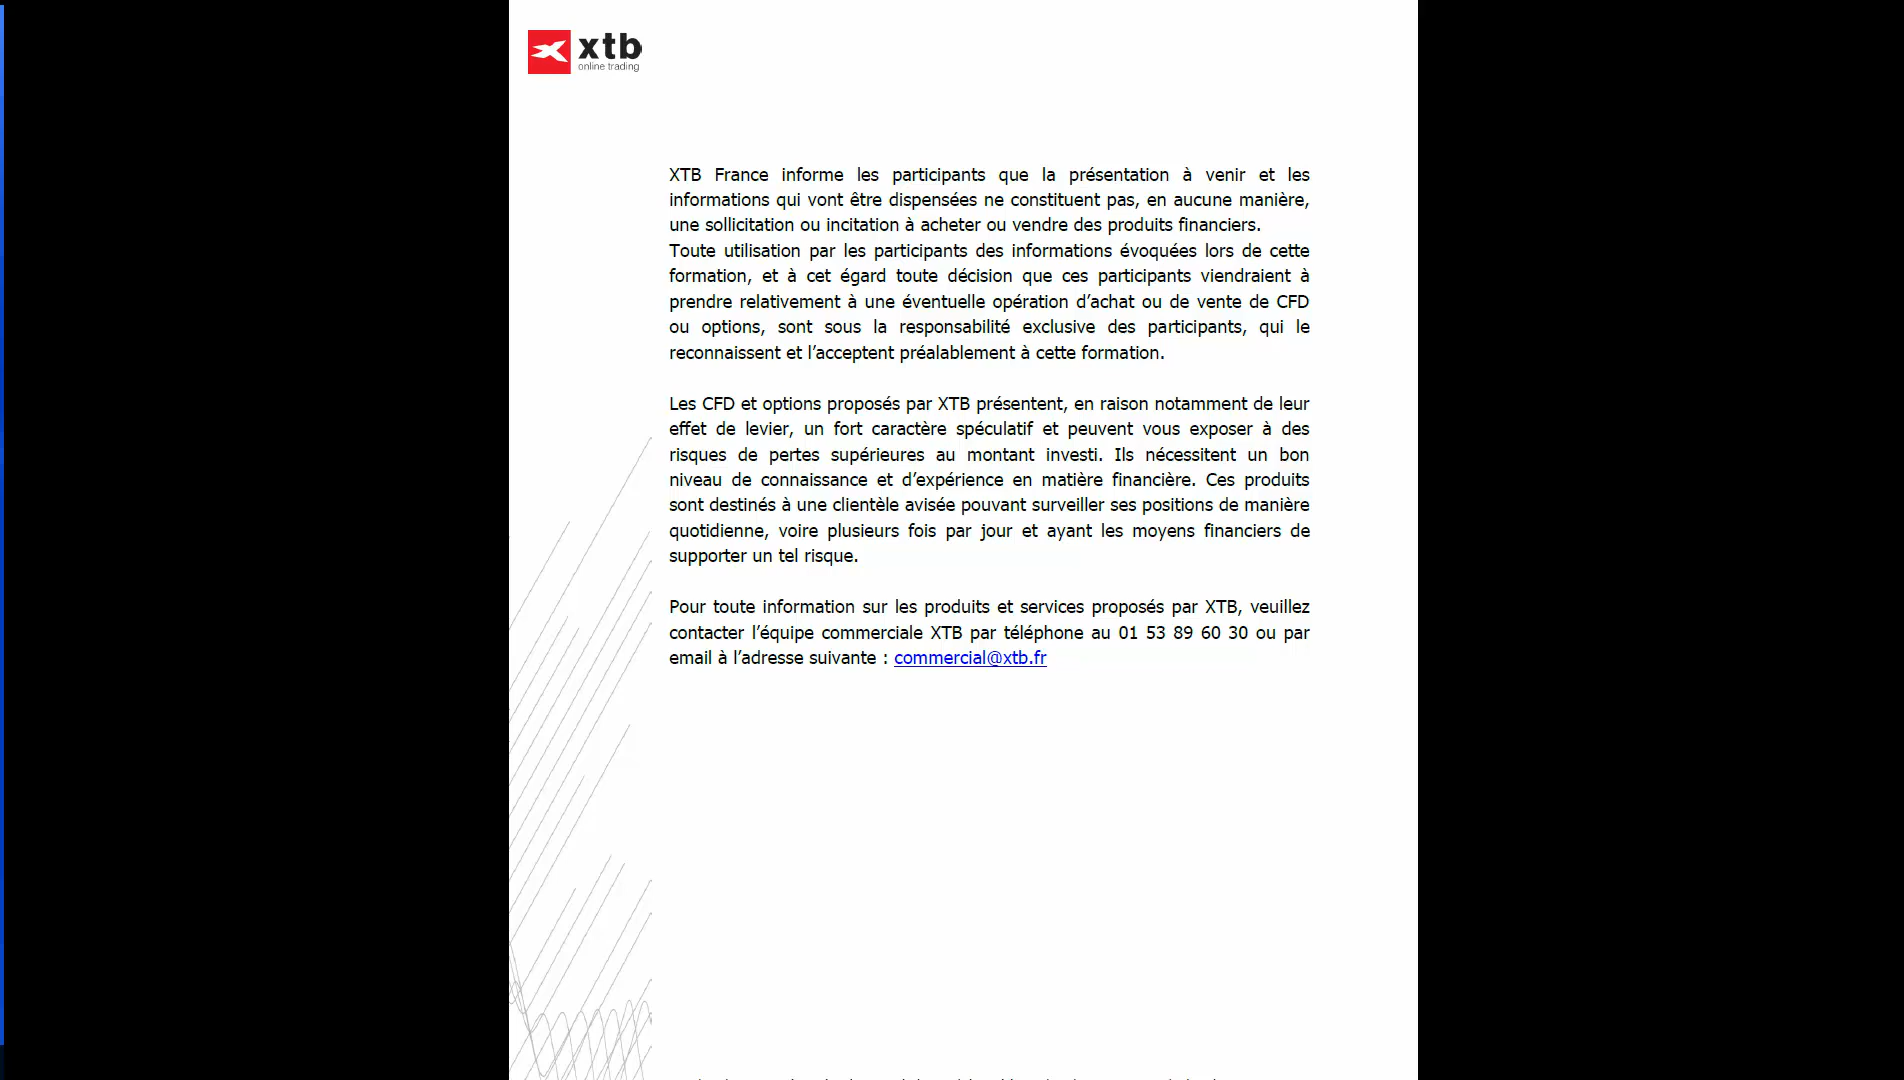 xtb
online trading
XTB France informe les participants que la présentation à venir et les
informations qui vont être dispensées ne constituent pas, en aucune manière,
une sollicitation ou incitation à acheter ou vendre des produits financiers.
Toute utilisation par les participants des informations évoquées lors de cette
formation, et à cet égard toute décision que ces participants viendraient à
prendre relativement à une éventuelle opération d’achat ou de vente de CFD
ou options, sont sous la responsabilité exclusive des participants, qui le
reconnaissent et l’acceptent préalablement à cette formation.
Les CFD et options proposés par XTB présentent, en raison notamment de leur
effet de levier, un fort caractère spéculatif et peuvent vous exposer à des
risques de pertes supérieures au montant investi. Ils nécessitent un bon
niveau de connaissance et d’expérience en matière financière. Ces produits
sont destinés à une clientèle avisée pouvant surveiller ses positions de manière
quotidienne, voire plusieurs fois par jour et ayant les moyens financiers de
supporter un tel risque.
Pour toute information sur les produits et services proposés par XTB, veuillez
contacter l’équipe commerciale XTB par téléphone au 01 53 89 60 30 ou par
email à l’adresse suivante : commercial@xtb.fr